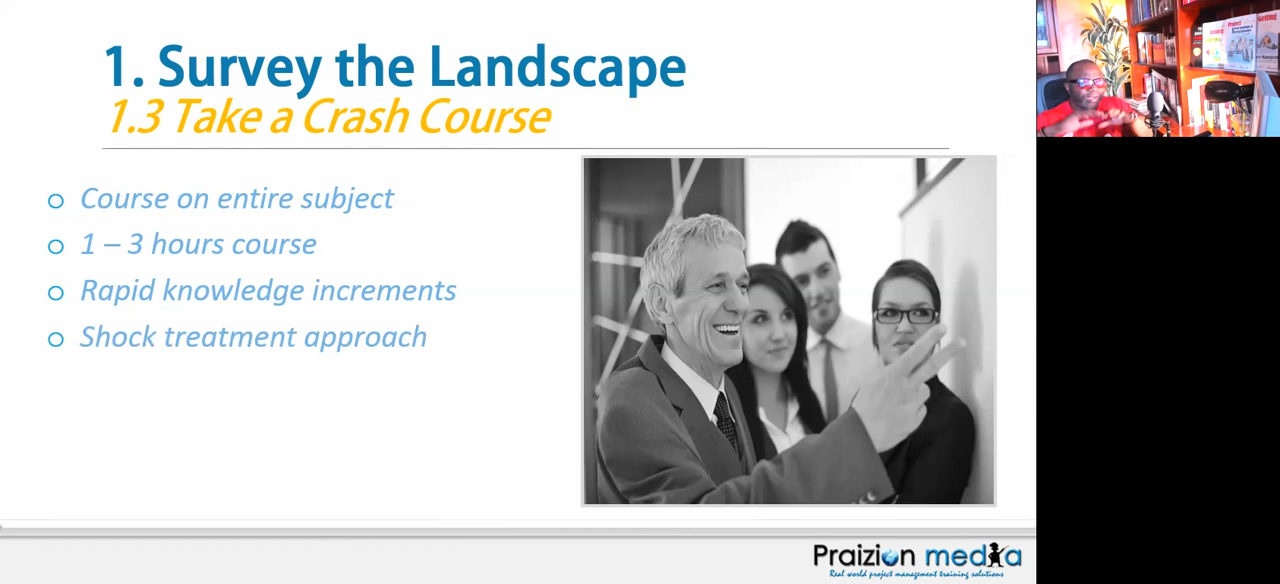 1. Survey the Landscape
1.3 Take a Crash Course
Course on entire subject
1 – 3 hours course
Rapid knowledge increments
Shock treatment approach
Praizion media
Real world project management training solutions